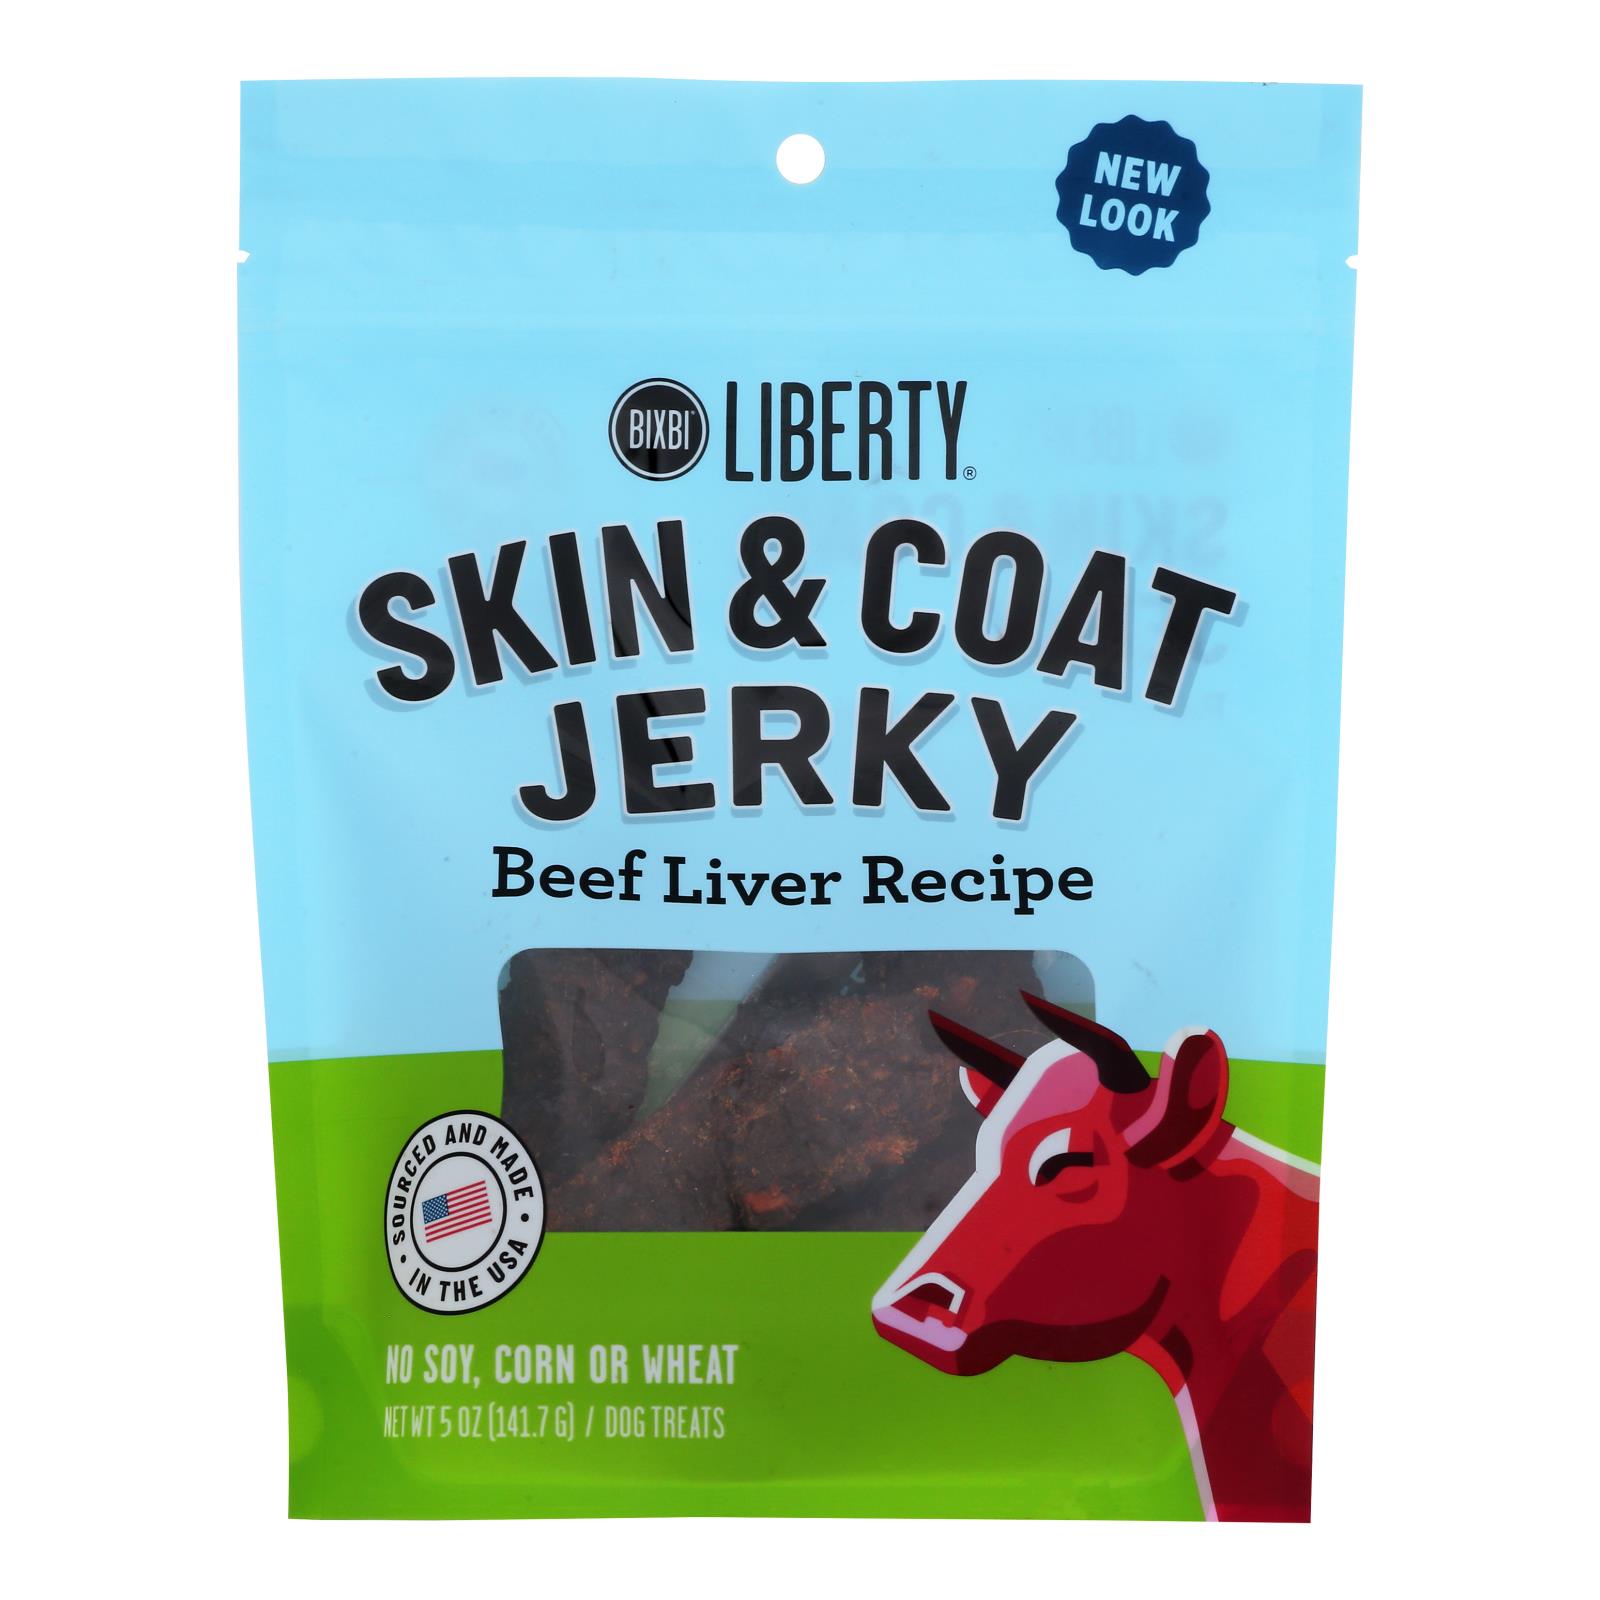 NEW
LOOK
BIXBI® LIBERTY®
SKIN & COAT
JERKY
Beef Liver Recipe
SOURCED AND MADE
• IN THE USA •
NO SOY, CORN OR WHEAT
NET WT 5 OZ (141.7 G) / DOG TREATS